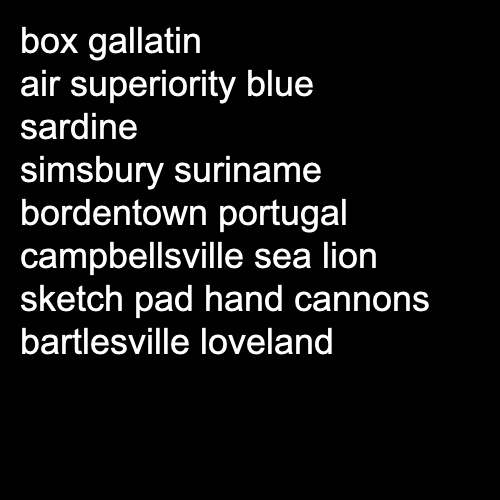 box gallatin
air superiority blue
sardine
simsbury suriname
bordentown portugal
campbellsville sea lion
sketch pad hand cannons
bartlesville loveland